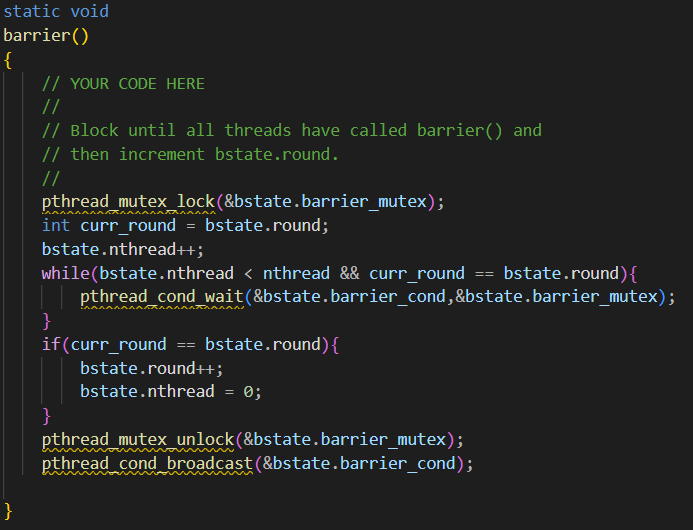 static void
barrier()
{
    // YOUR CODE HERE
    //
    // Block until all threads have called barrier() and
    // then increment bstate.round.
    //
    pthread_mutex_lock(&bstate.barrier_mutex);
    int curr_round = bstate.round;
    bstate.nthread++;
    while(bstate.nthread < nthread && curr_round == bstate.round){
        pthread_cond_wait(&bstate.barrier_cond,&bstate.barrier_mutex);
    }
    if(curr_round == bstate.round){
        bstate.round++;
        bstate.nthread = 0;
    }
    pthread_mutex_unlock(&bstate.barrier_mutex);
    pthread_cond_broadcast(&bstate.barrier_cond);

}